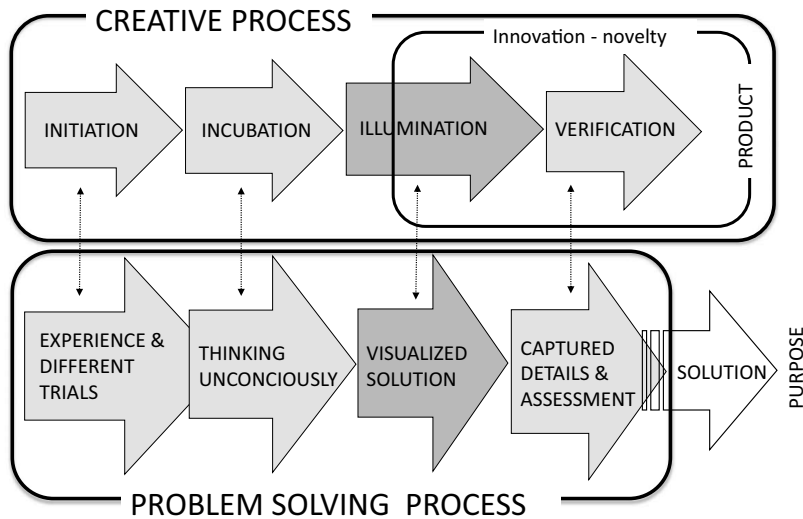 CREATIVE PROCESS
Innovation - novelty
INITIATION
INCUBATION
ILLUMINATION
VERIFICATION
PRODUCT
EXPERIENCE &
DIFFERENT
TRIALS
THINKING
UNCONCIOUSLY
VISUALIZED
SOLUTION
CAPTURED
DETAILS &
ASSESSMENT
SOLUTION
PURPOSE
PROBLEM SOLVING PROCESS